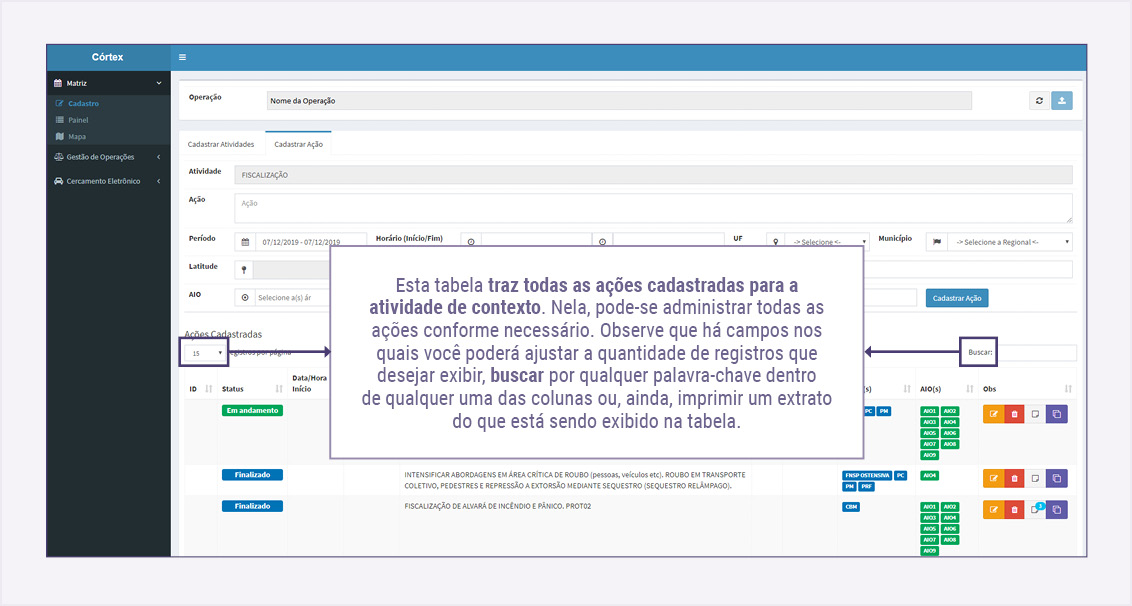 Córtex
Matriz
Cadastro
Painel
Mapa
Gestão de Operações
Cercamento Eletrônico
Operação
Nome da Operação
Cadastrar Atividades
Cadastrar Ação
Atividade
FISCALIZAÇÃO
Ação
Ação
Período
07/12/2019 - 07/12/2019
Horário (Início/Fim)
UF
-> Selecione <-
Município
-> Selecione a Regional <-
Latitude
AIO
Selecione a(s) ár
Cadastrar Ação
Esta tabela traz todas as ações cadastradas para a
atividade de contexto. Nela, pode-se administrar todas as
ações conforme necessário. Observe que há campos nos
quais você poderá ajustar a quantidade de registros que
desejar exibir, buscar por qualquer palavra-chave dentro
de qualquer uma das colunas ou, ainda, imprimir um extrato
do que está sendo exibido na tabela.
Ações Cadastradas
15
registros por página
Buscar:
ID
Status
Data/Hora
Início
(s)
AIO(s)
Obs
Em andamento
PC PM
AIO1 AIO2
AIO3 AIO4
AIO5 AIO6
AIO7 AIO8
AIO9
Finalizado
INTENSIFICAR ABORDAGENS EM ÁREA CRÍTICA DE ROUBO (pessoas, veículos etc). ROUBO EM TRANSPORTE
COLETIVO, PEDESTRES E REPRESSÃO A EXTORSÃO MEDIANTE SEQUESTRO (SEQUESTRO RELÂMPAGO).
FNSP OSTENSIVA PC
PM PRF
AIO4
Finalizado
FISCALIZAÇÃO DE ALVARÁ DE INCÊNDIO E PÂNICO. PROT02
CBM
AIO1 AIO2
AIO3 AIO4
AIO5 AIO6
AIO7 AIO8
AIO9
3